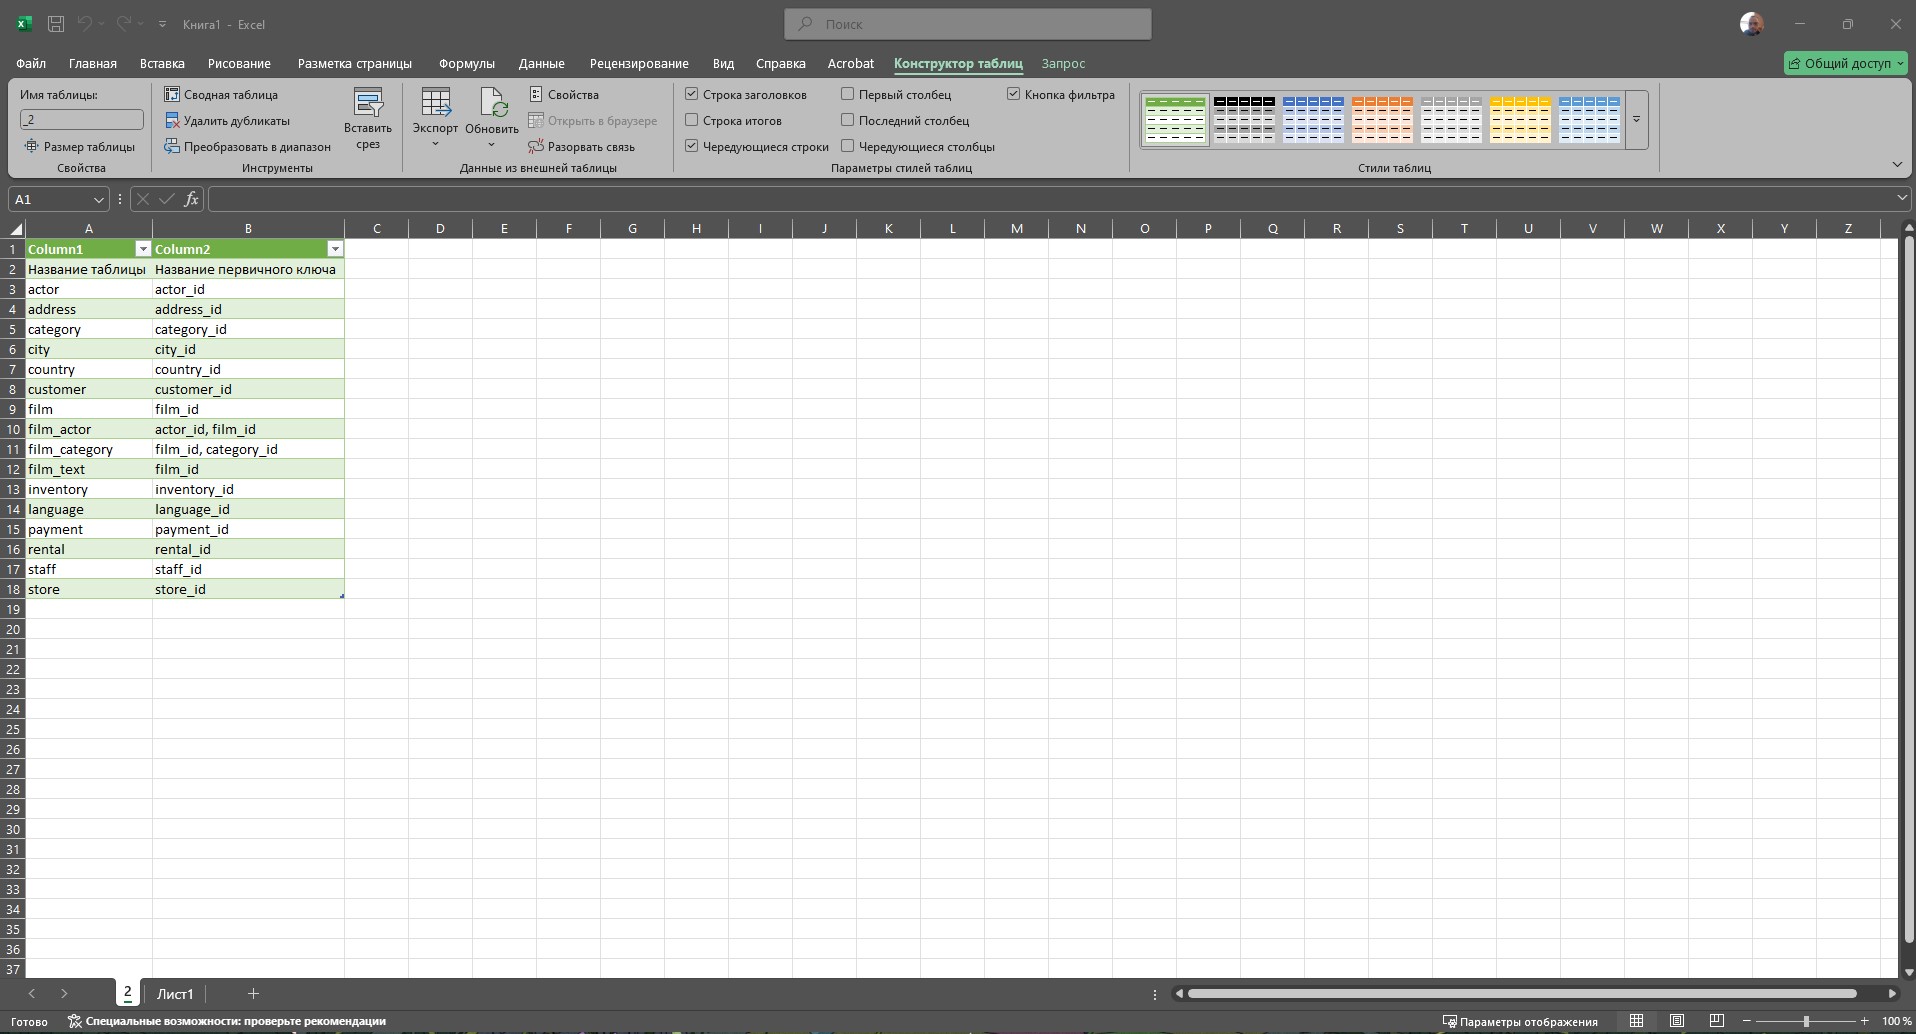 Книга1 - Excel
Поиск
Файл Главная Вставка Рисование Разметка страницы Формулы Данные Рецензирование Вид Справка Acrobat Конструктор таблиц Запрос Общий доступ
Имя таблицы:
_2
Размер таблицы
Свойства
Сводная таблица
Удалить дубликаты
Преобразовать в диапазон
Вставить
срез
Инструменты
Экспорт
Обновить
Свойства
Открыть в браузере
Разорвать связь
Данные из внешней таблицы
Строка заголовков
Строка итогов
Чередующиеся строки
Первый столбец
Последний столбец
Чередующиеся столбцы
Кнопка фильтра
Параметры стилей таблиц
Стили таблиц
A1
fx
A B C D E F G H I J K L M N O P Q R S T U V W X Y Z
1 Column1 Column2
2 Название таблицы Название первичного ключа
3 actor actor_id
4 address address_id
5 category category_id
6 city city_id
7 country country_id
8 customer customer_id
9 film film_id
10 film_actor actor_id, film_id
11 film_category film_id, category_id
12 film_text film_id
13 inventory inventory_id
14 language language_id
15 payment payment_id
16 rental rental_id
17 staff staff_id
18 store store_id
19
20
21
22
23
24
25
26
27
28
29
30
31
32
33
34
35
36
37
2 Лист1
Готово Специальные возможности: проверьте рекомендации Параметры отображения 100 %